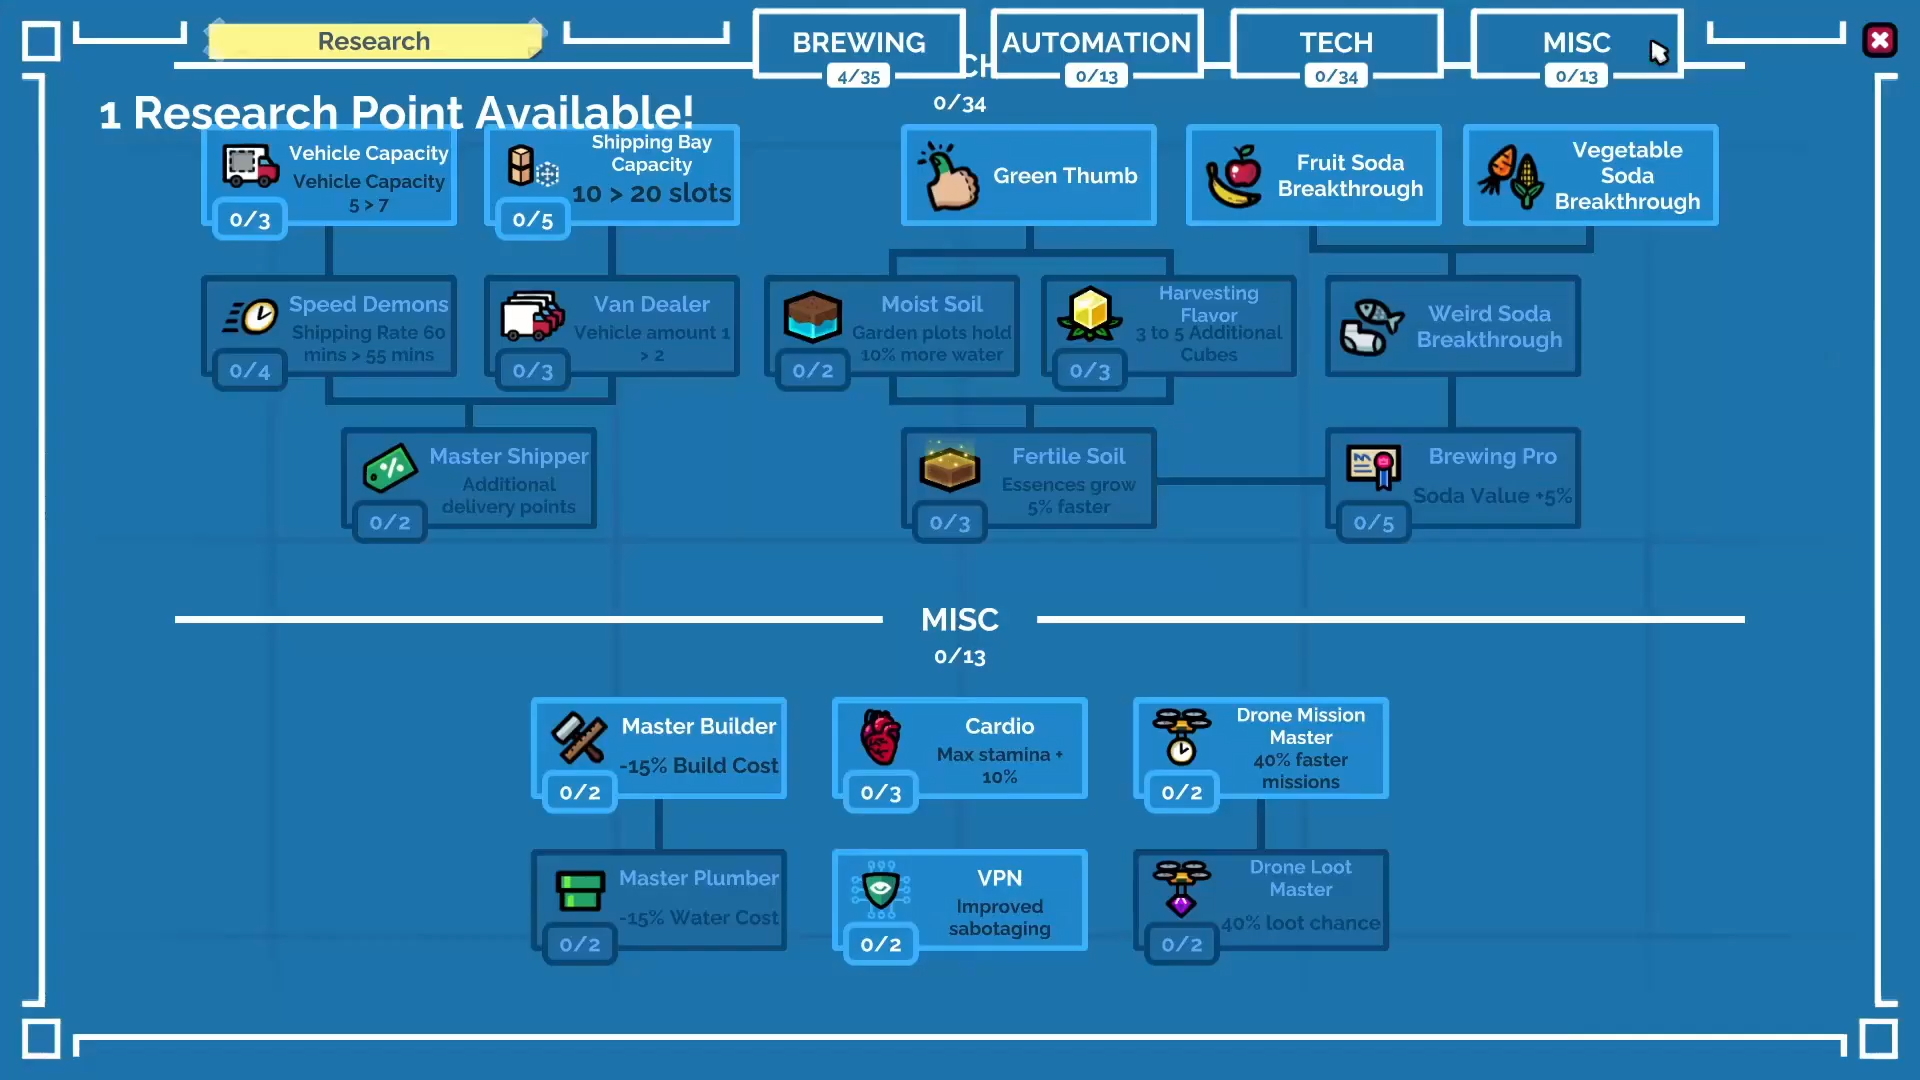 Research
BREWING
4/35
AUTOMATION
0/13
TECH
0/34
MISC
0/13
CH
0/34
1 Research Point Available!
Vehicle Capacity
Vehicle Capacity
5 > 7
0/3
Shipping Bay
Capacity
10 > 20 slots
0/5
Green Thumb
Fruit Soda
Breakthrough
Vegetable
Soda
Breakthrough
Speed Demons
Shipping Rate 60
mins > 55 mins
0/4
Van Dealer
Vehicle amount 1
> 2
0/3
Moist Soil
Garden plots hold
10% more water
0/2
Harvesting
Flavor
3 to 5 Additional
Cubes
0/3
Weird Soda
Breakthrough
Master Shipper
Additional
delivery points
0/2
Fertile Soil
Essences grow
5% faster
0/3
Brewing Pro
Soda Value +5%
0/5
MISC
0/13
Master Builder
-15% Build Cost
0/2
Cardio
Max stamina +
10%
0/3
Drone Mission
Master
40% faster
missions
0/2
Master Plumber
-15% Water Cost
0/2
VPN
Improved
sabotaging
0/2
Drone Loot
Master
40% loot chance
0/2